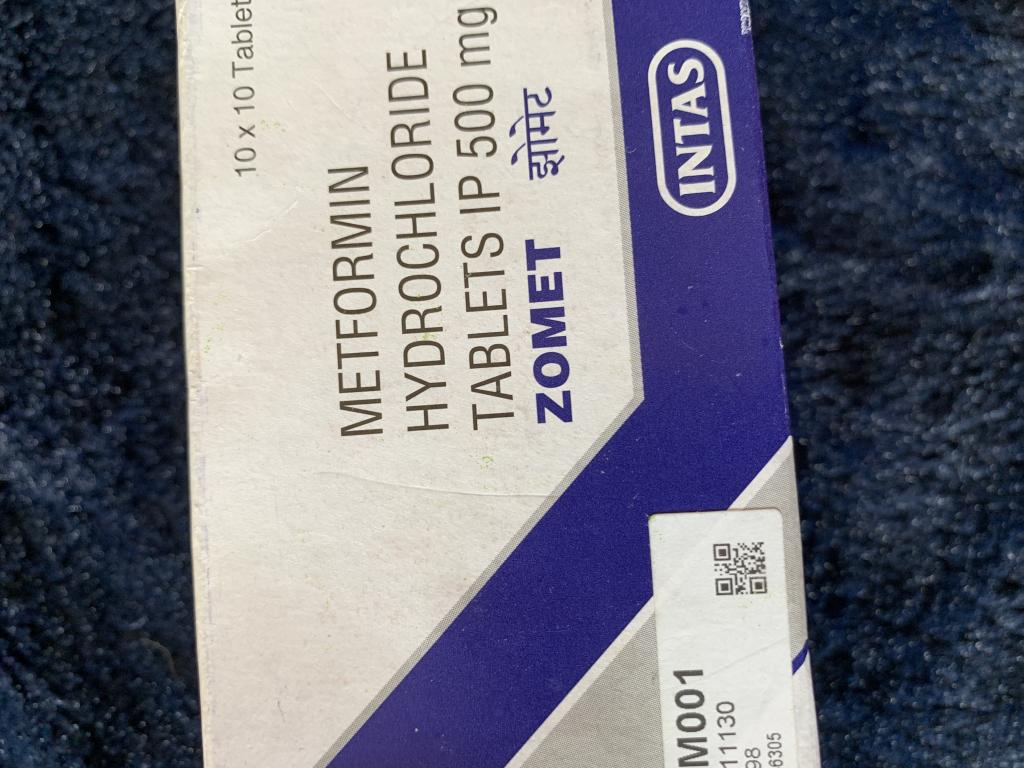 10 x 10 Tablet
METFORMIN
HYDROCHLORIDE
TABLETS IP 500 mg
ZOMET झोमेट
INTAS
M001
11130
98
6305